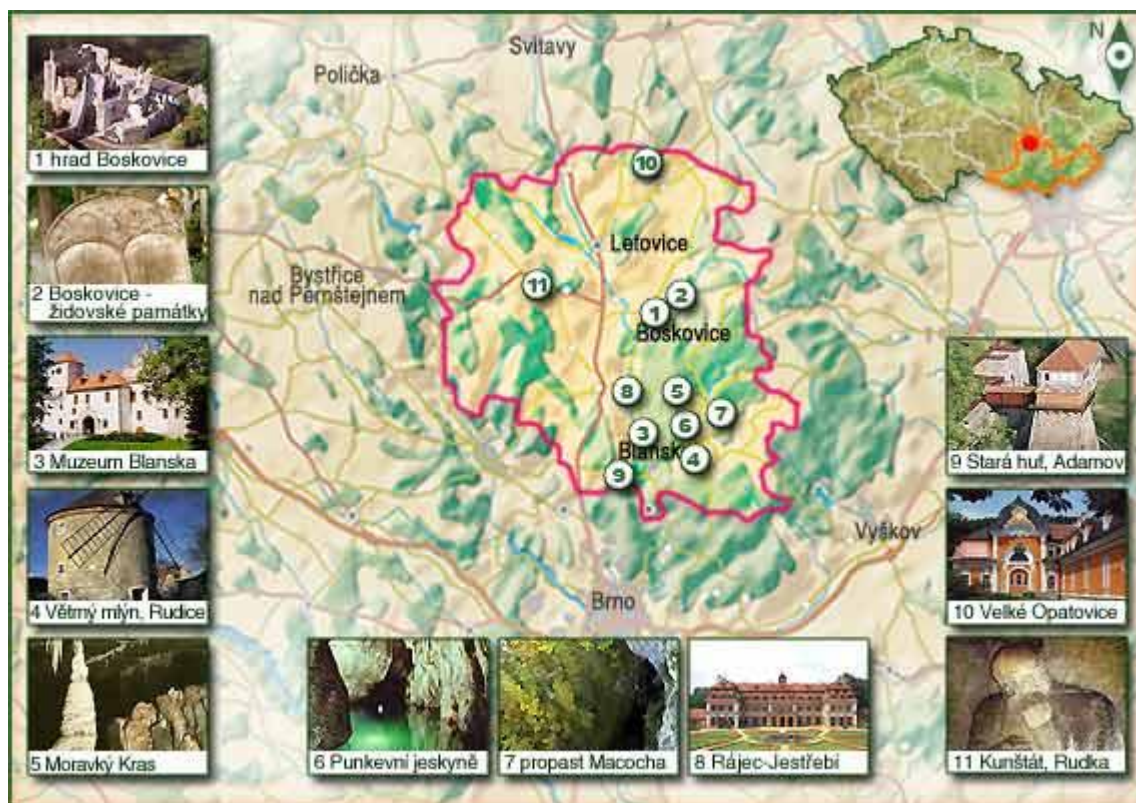 Svitavy
Polička
N
1 hrad Boskovice
10
Letovice
Bystřice
nad Pernštejnem
11
2
1
Boskovice
2 Boskovice -
židovské památky
8
5
7
6
3
Blansk
4
9
3 Muzeum Blanska
9 Stará huť, Adamov
Vyškov
4 Větrný mlýn, Rudice
10 Velké Opatovice
Brno
5 Moravký Kras
6 Punkevní jeskyně
7 propast Macocha
8 Rájec-Jestřebí
11 Kunštát, Rudka